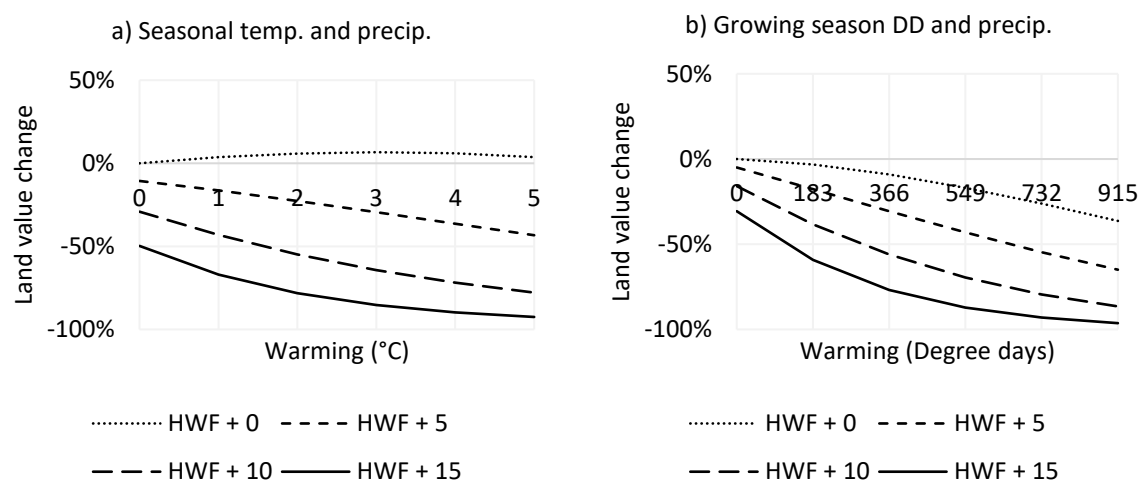 a) Seasonal temp. and precip.
50%
0%
-50%
-100%
Land value change
0 1 2 3 4 5
Warming (°C)
HWF + 0 HWF + 5
HWF + 10 HWF + 15
b) Growing season DD and precip.
50%
0%
-50%
-100%
Land value change
0 183 366 549 732 915
Warming (Degree days)
HWF + 0 HWF + 5
HWF + 10 HWF + 15